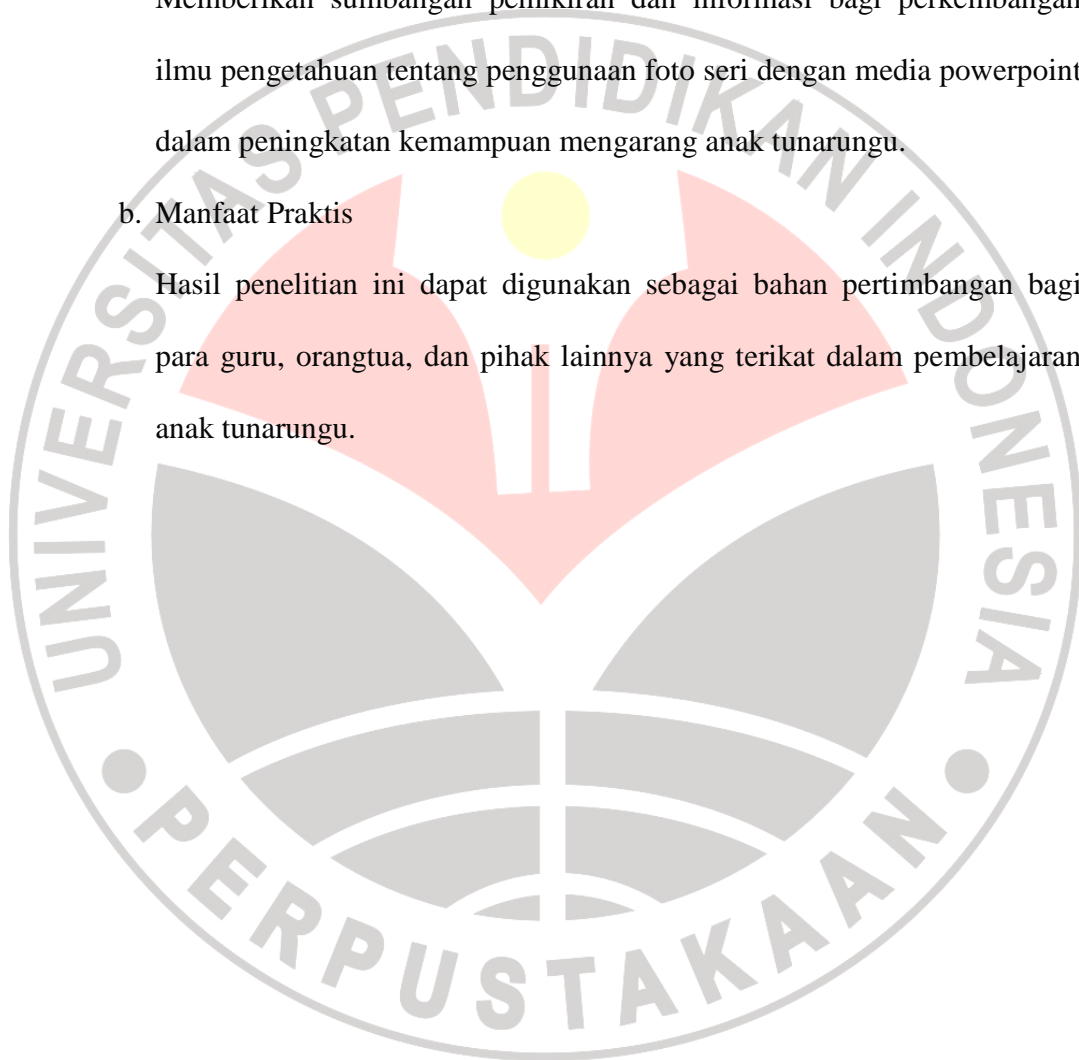 Memberikan sumbangan pemikiran dan informasi bagi perkembangan
ilmu pengetahuan tentang penggunaan foto seri dengan media powerpoint
dalam peningkatan kemampuan mengarang anak tunarungu.
b. Manfaat Praktis
Hasil penelitian ini dapat digunakan sebagai bahan pertimbangan bagi
para guru, orangtua, dan pihak lainnya yang terikat dalam pembelajaran
anak tunarungu.
UNIVERSITAS PENDIDIKAN INDONESIA
PERPUSTAKAAN